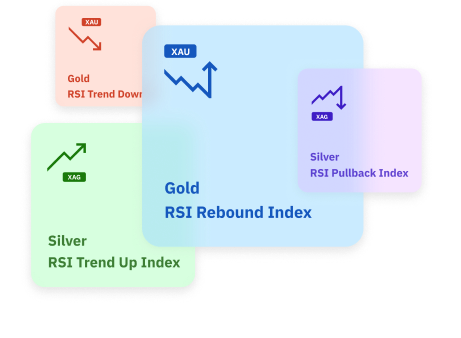 XAU
Gold
RSI Trend Down
XAU
Gold
RSI Rebound Index
XAG
Silver
RSI Pullback Index
XAG
Silver
RSI Trend Up Index